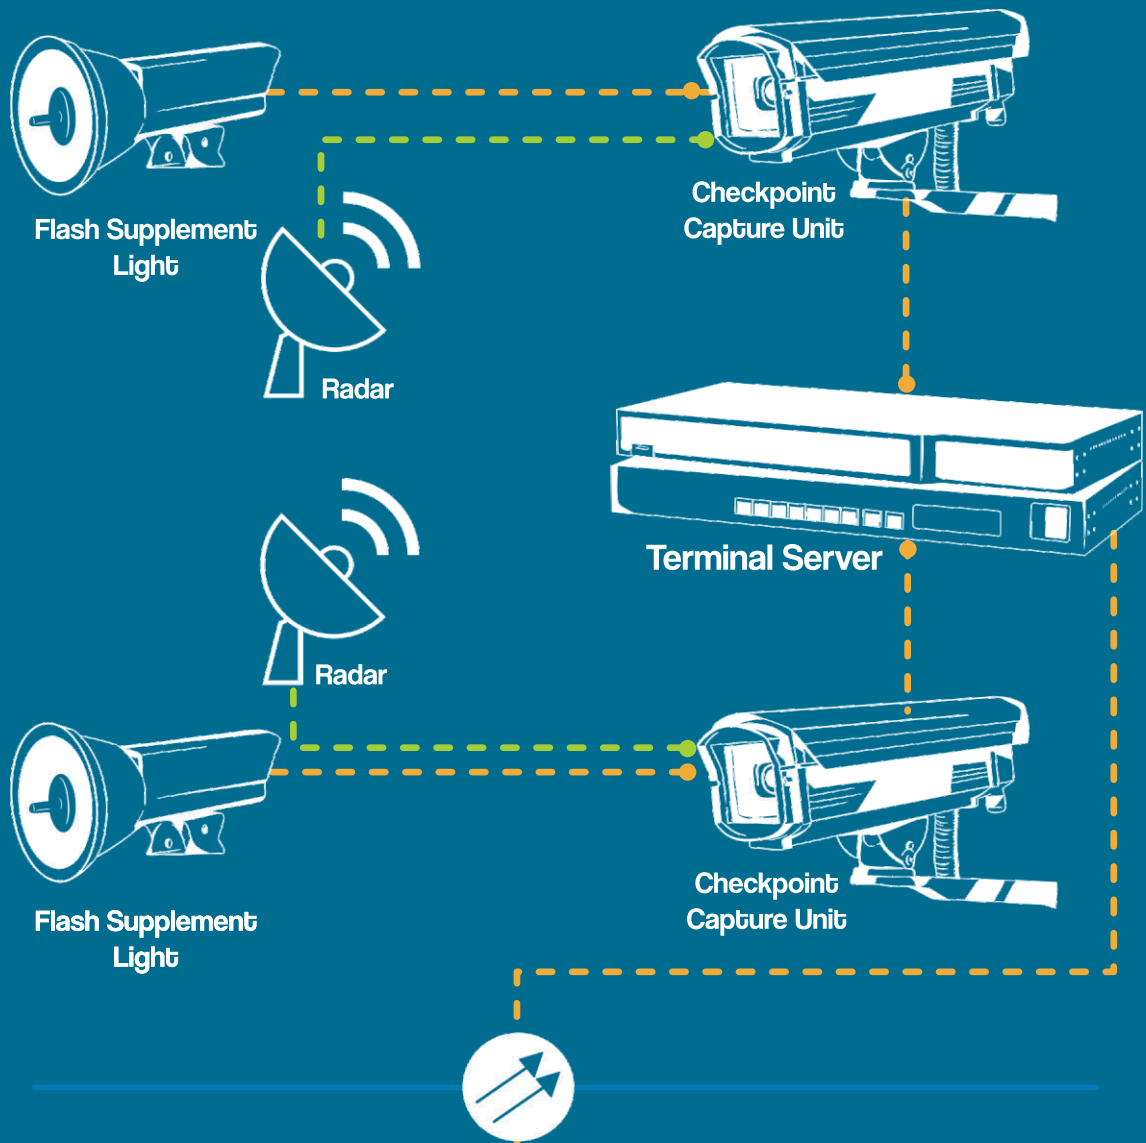 Flash Supplement
Light
Checkpoint
Capture Unit
Radar
Terminal Server
Radar
Checkpoint
Capture Unit
Flash Supplement
Light